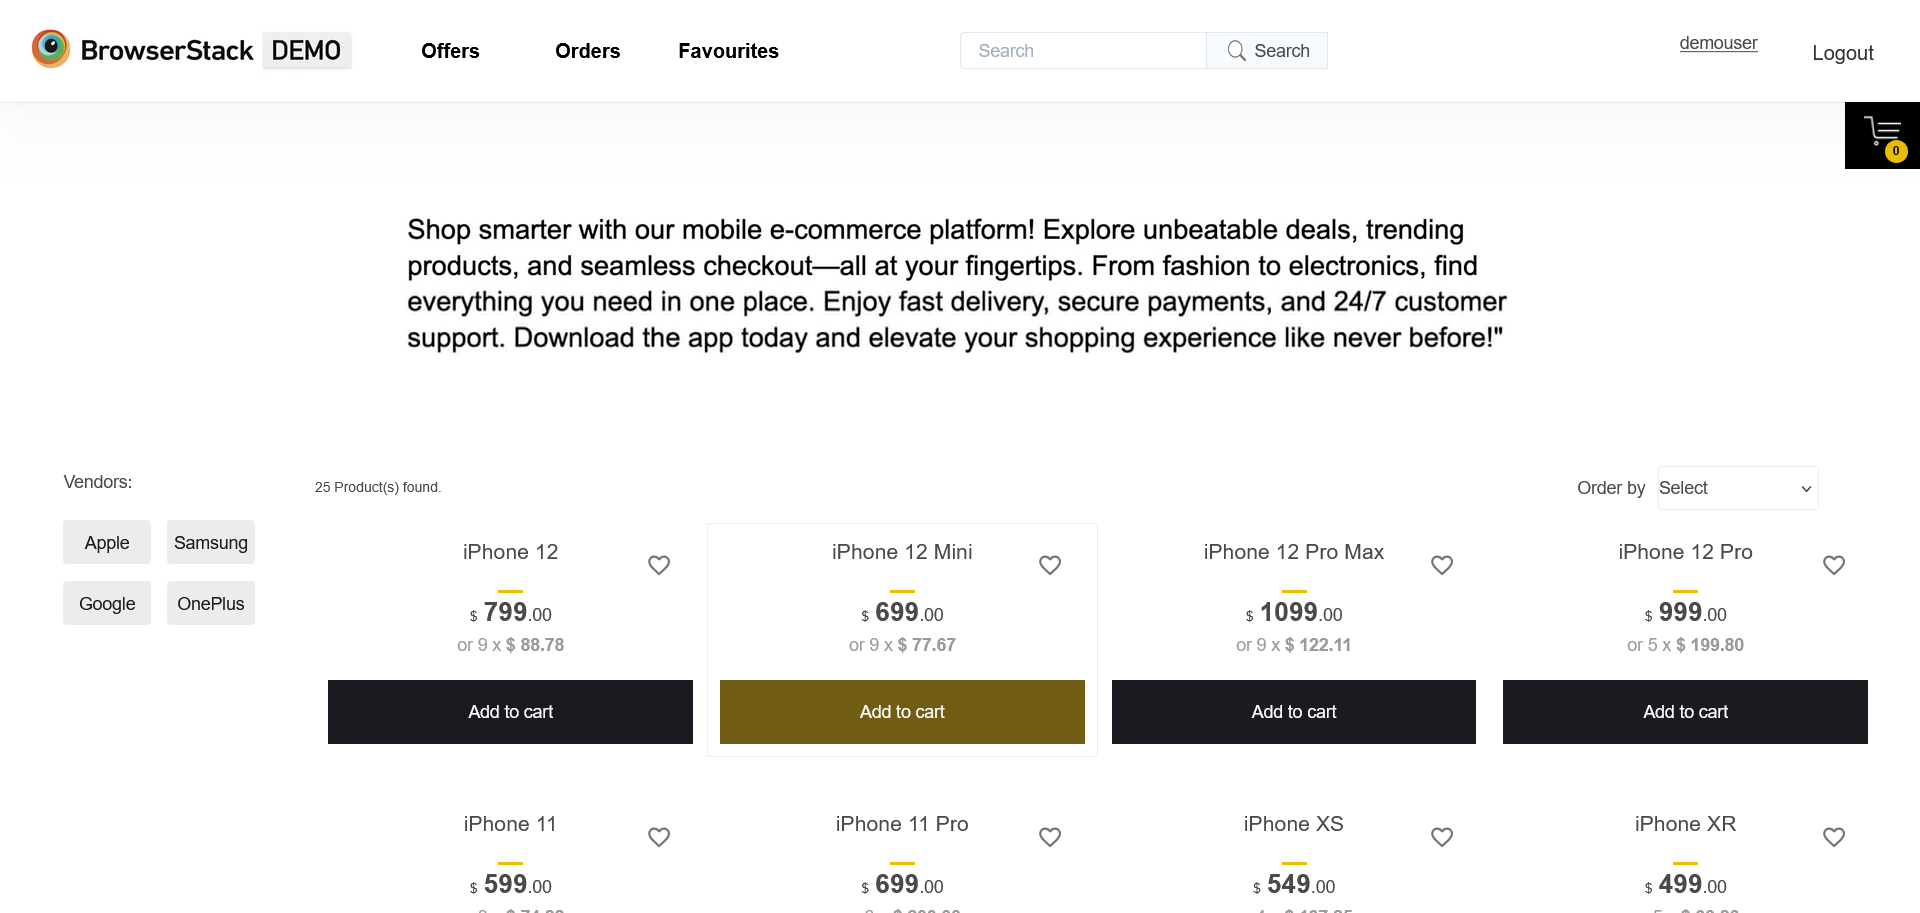 BrowserStack DEMO
Offers
Orders
Favourites
Search
Search
demouser
Logout
0
Shop smarter with our mobile e-commerce platform! Explore unbeatable deals, trending
products, and seamless checkout—all at your fingertips. From fashion to electronics, find
everything you need in one place. Enjoy fast delivery, secure payments, and 24/7 customer
support. Download the app today and elevate your shopping experience like never before!"
Vendors:
Apple
Samsung
Google
OnePlus
25 Product(s) found.
Order by
Select
iPhone 12
$ 799.00
or 9 x $ 88.78
Add to cart
iPhone 12 Mini
$ 699.00
or 9 x $ 77.67
Add to cart
iPhone 12 Pro Max
$ 1099.00
or 9 x $ 122.11
Add to cart
iPhone 12 Pro
$ 999.00
or 5 x $ 199.80
Add to cart
iPhone 11
$ 599.00
iPhone 11 Pro
$ 699.00
iPhone XS
$ 549.00
iPhone XR
$ 499.00